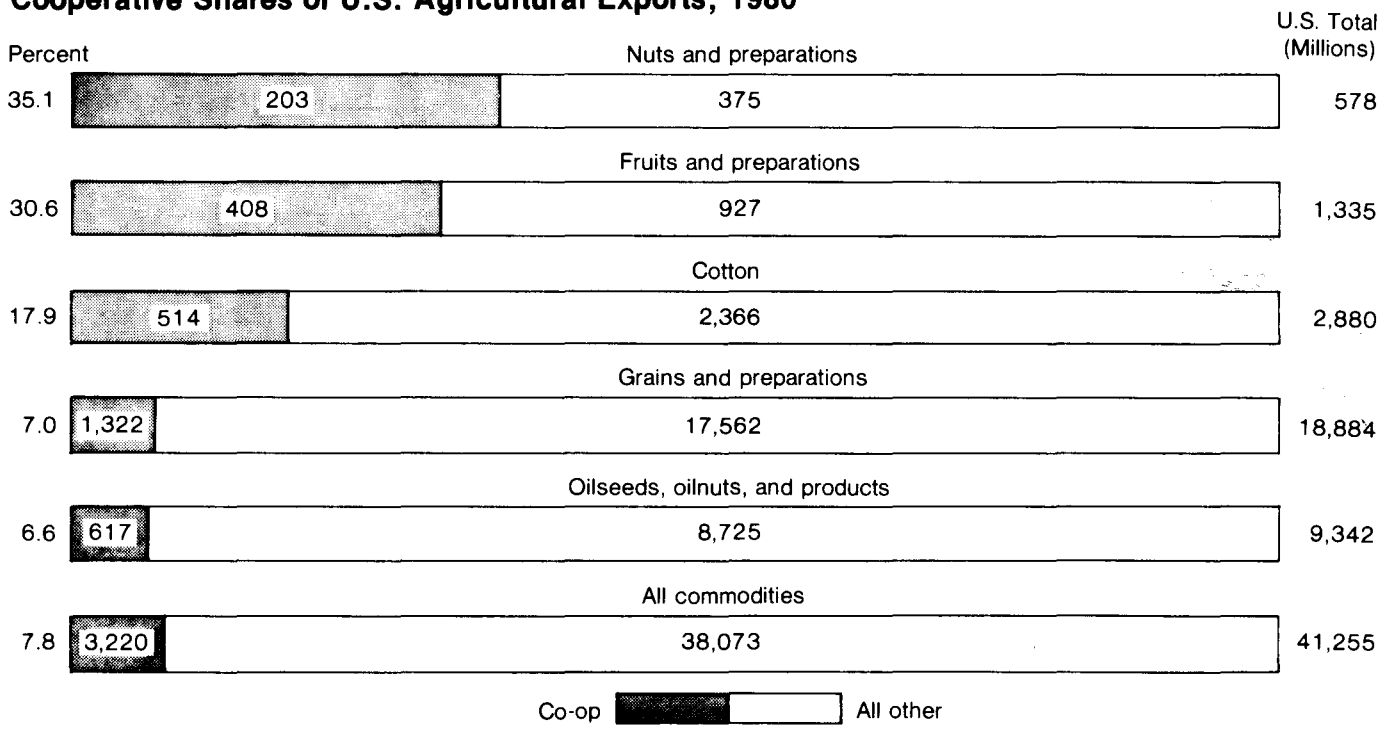 Cooperative Shares of U.S. Agricultural Exports, 1980
U.S. Total
Percent Nuts and preparations (Millions)
35.1 203 375 578
Fruits and preparations
30.6 408 927 1,335
Cotton
17.9 514 2,366 2,880
Grains and preparations
7.0 1,322 17,562 18,884
Oilseeds, oilnuts, and products
6.6 617 8,725 9,342
All commodities
7.8 3,220 38,073 41,255
Co-op All other